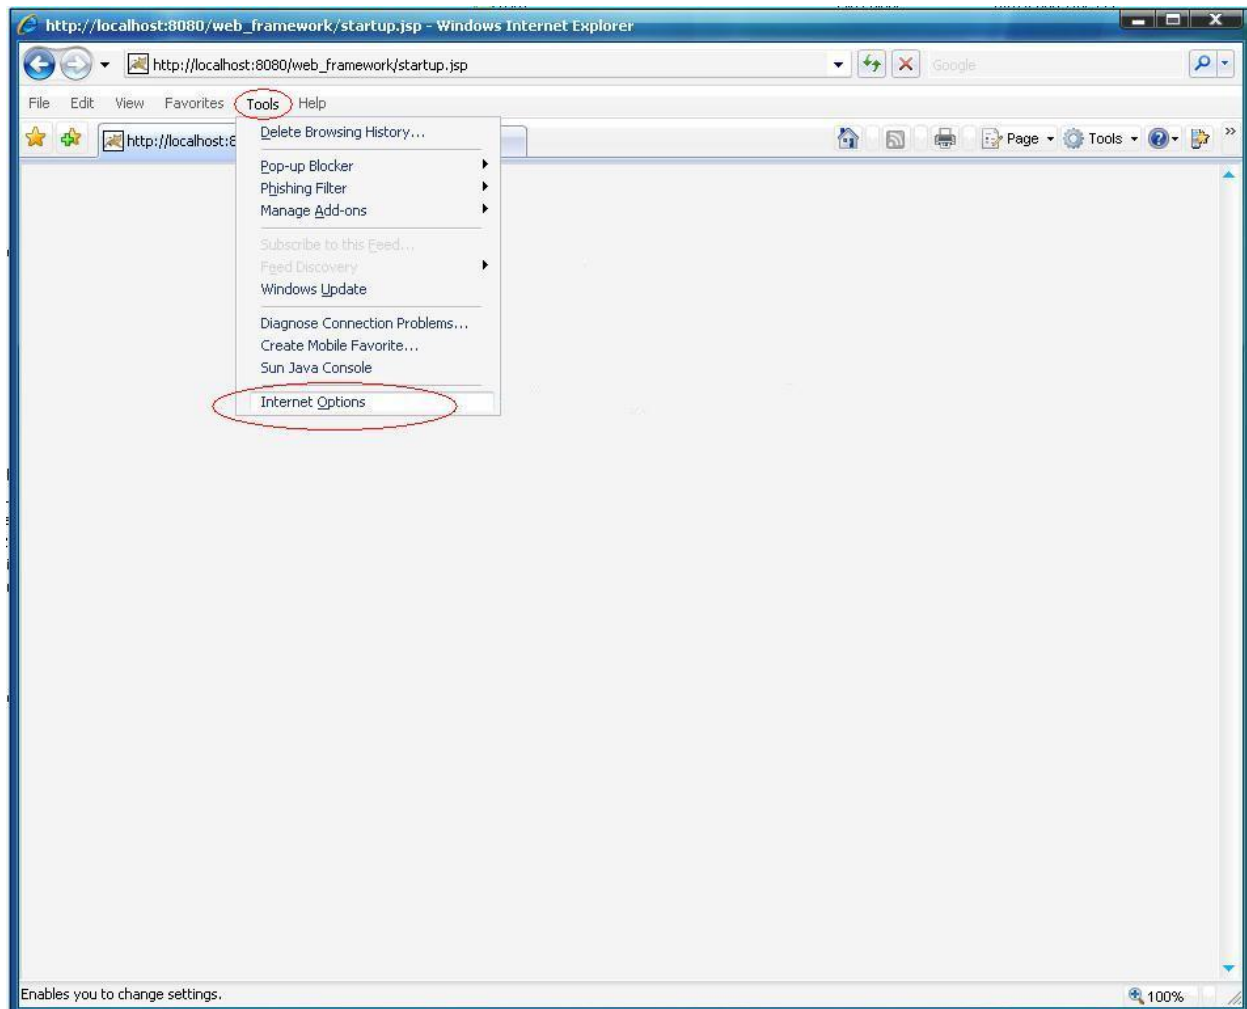 http://localhost:8080/web_framework/startup.jsp - Windows Internet Explorer
http://localhost:8080/web_framework/startup.jsp Google
File Edit View Favorites Tools Help
http://localhost:8 Page Tools
Delete Browsing History...
Pop-up Blocker
Phishing Filter
Manage Add-ons
Subscribe to this Feed...
Feed Discovery
Windows Update
Diagnose Connection Problems...
Create Mobile Favorite...
Sun Java Console
Internet Options
Enables you to change settings. 100%